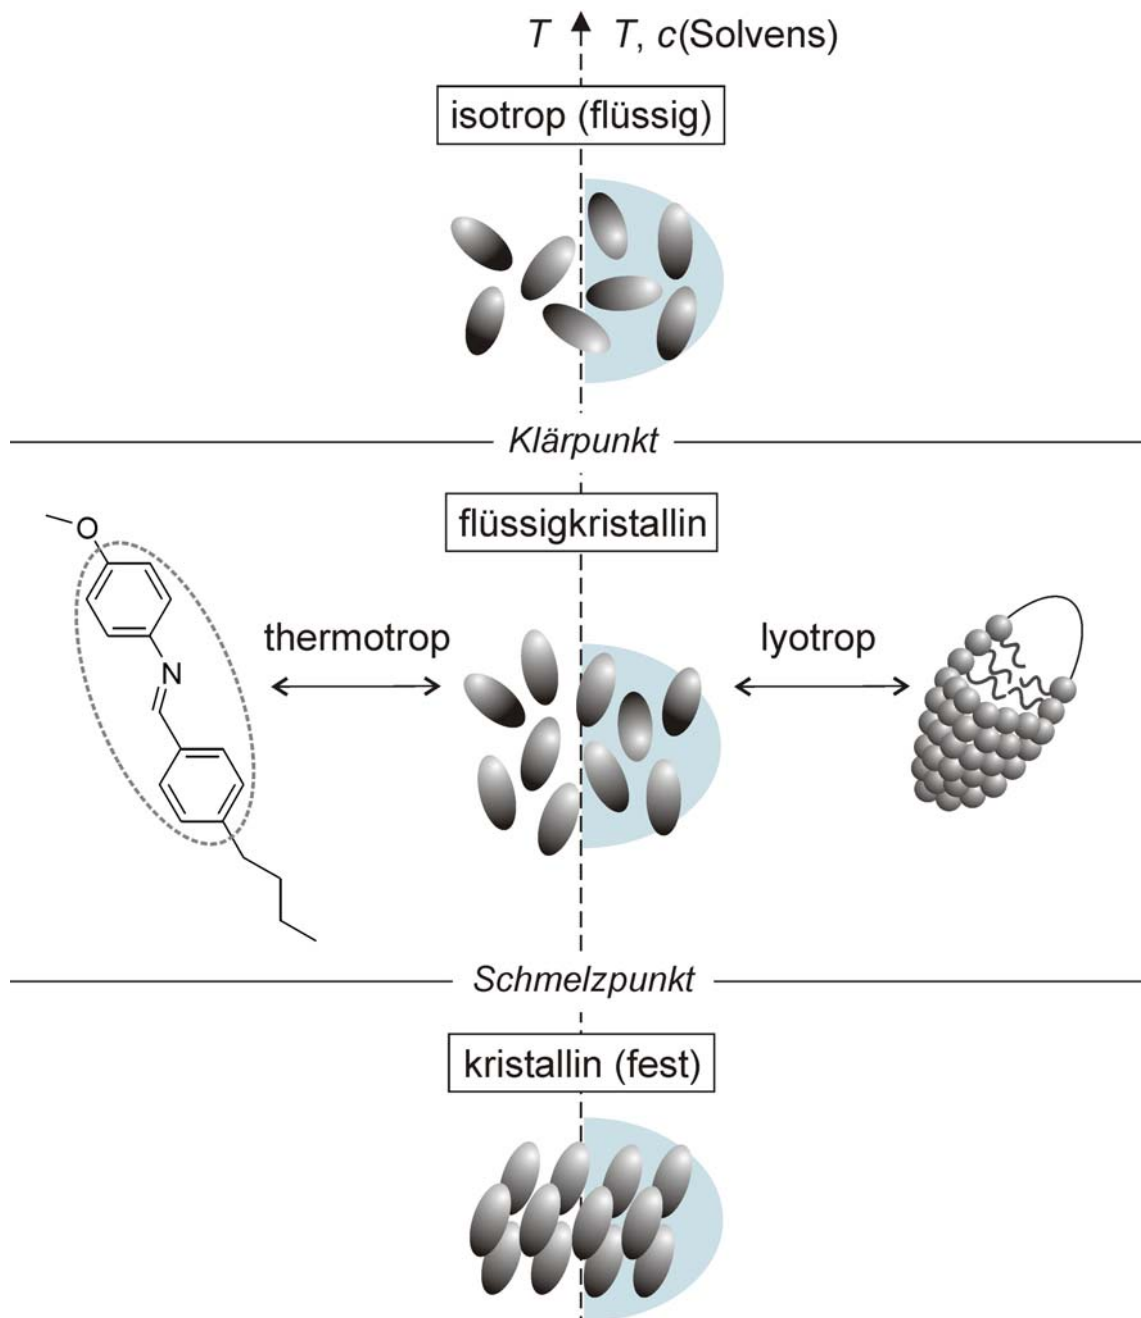 T T, c(Solvens)
isotrop (flüssig)
Klärpunkt
flüssigkristallin
O
thermotrop
lyotrop
N
Schmelzpunkt
kristallin (fest)